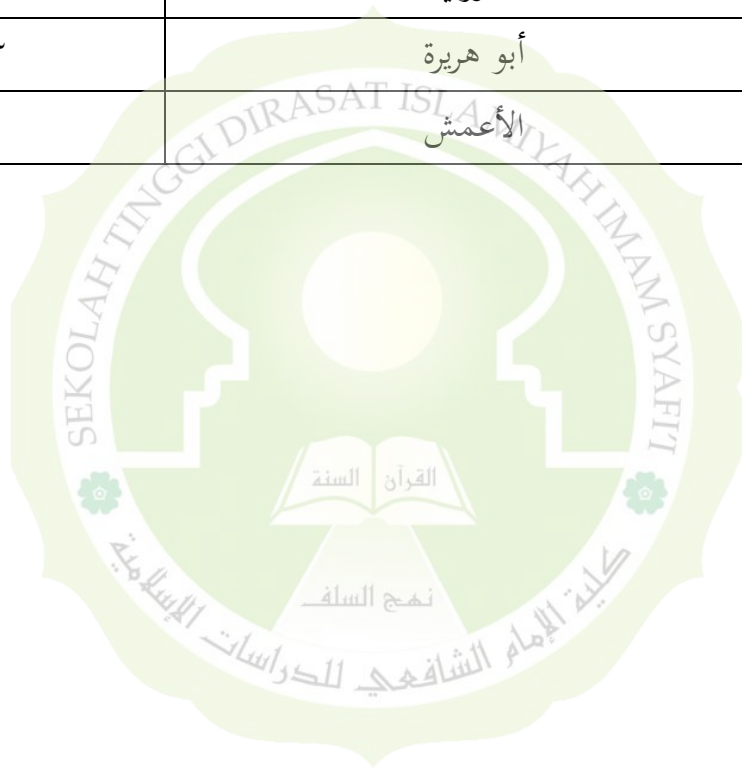 أبو هريرة
الأعمش
SEKOLAH TINGGI DIRASAT ISLAMIYAH IMAM SYAFI'I
القرآن السنة
نهج السلف
كلية الإمام الشافعي للدراسات الإسلامية